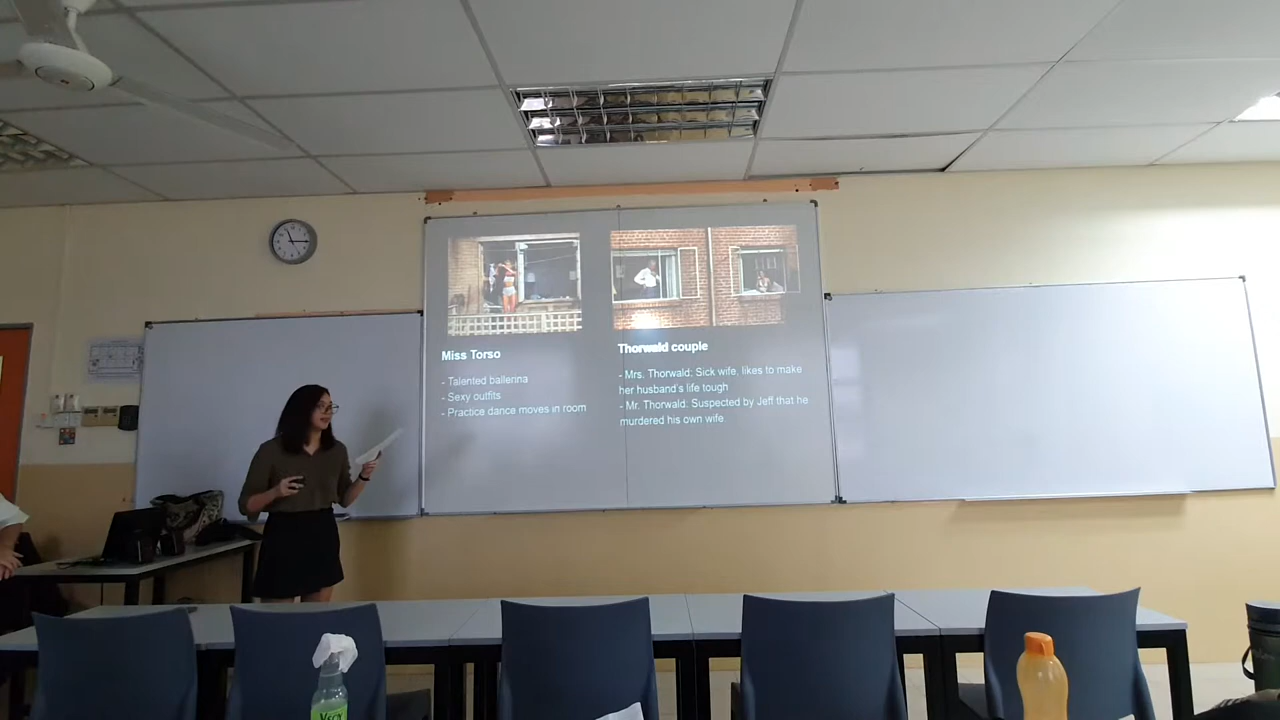 Miss Torso
- Talented ballerina
- Sexy outfits
- Practice dance moves in room
Thorwald couple
- Mrs. Thorwald: Sick wife, likes to make
her husband's life tough
- Mr. Thorwald: Suspected by Jeff that he
murdered his own wife